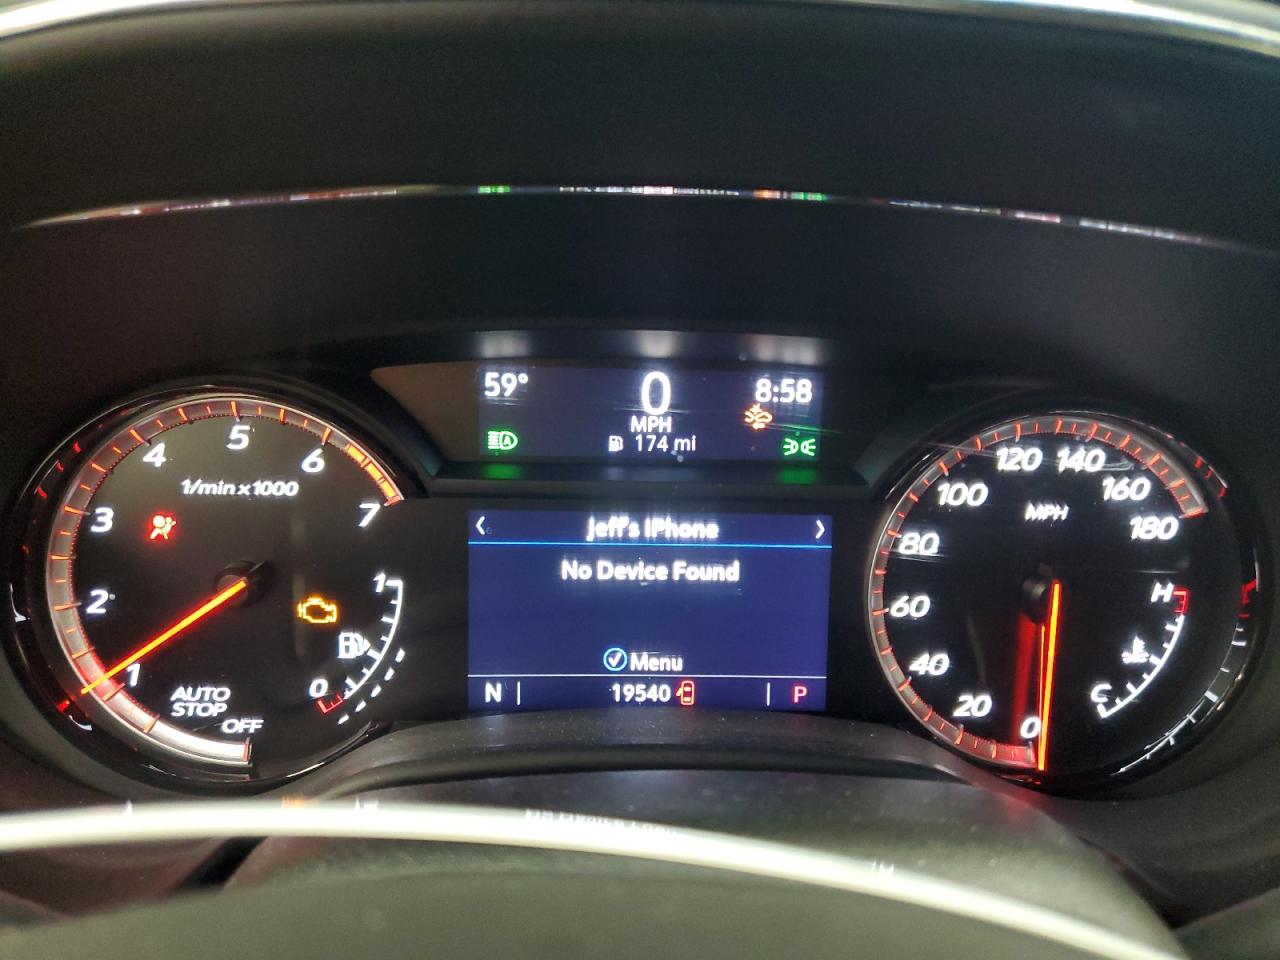 59° 0 8:58
MPH
174 mi
5
4 6
1/min x 1000
3 7
2
1
1
0
AUTO
STOP
OFF
jeff's iPhone
No Device Found
Menu
N 19540 P
120 140
100 160
MPH
180
80
60
40
20
0
H
C